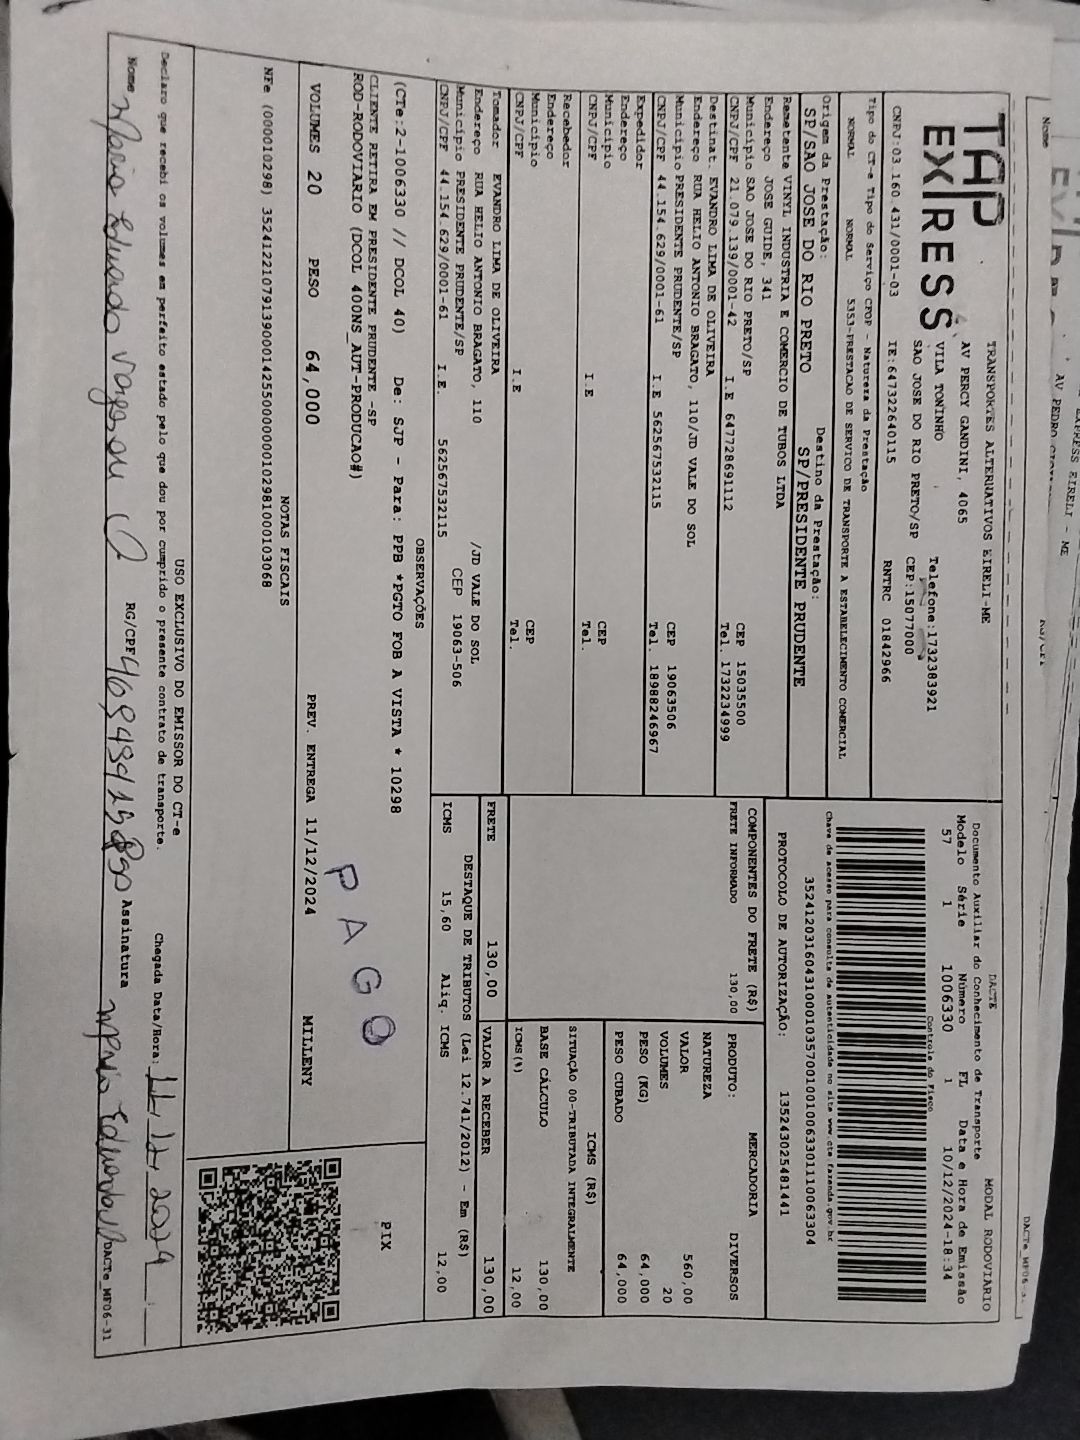 TAP EXPRESS
TRANSPORTES ALTERNATIVOS EIRELI-ME
AV PERCY GANDINI, 4065
VILA TONINHO Telefone:1732383921
SAO JOSE DO RIO PRETO/SP CEP:15077000
CNPJ:03.160.431/0001-03 IE:647322640115 RNTRC 01842966
DACTE MODAL RODOVIÁRIO
Documento Auxiliar do Conhecimento de Transporte
Modelo Série Número FL Data e Hora de Emissão
57 1 1006330 1 10/12/2024-18:34
Controle do Fisco
Chave de acesso para consulta de autenticidade no site www.cte.fazenda.gov.br
PROTOCOLO DE AUTORIZAÇÃO: 135243025481441
Tipo do CT-e Tipo do Serviço CFOP - Natureza da Prestação
NORMAL NORMAL 5353-PRESTACAO DE SERVICO DE TRANSPORTE A ESTABELECIMENTO COMERCIAL
Origem da Prestação: Destino da Prestação:
SP/SAO JOSE DO RIO PRETO SP/PRESIDENTE PRUDENTE
Remetente VINYL INDUSTRIA E COMERCIO DE TUBOS LTDA
Endereço JOSE GUIDE, 341
Município SAO JOSE DO RIO PRETO/SP CEP 15035500
CNPJ/CPF 21.079.139/0001-42 I.E 647728691112 Tel. 1732234999
Destinat. EVANDRO LIMA DE OLIVEIRA
Endereço RUA HELIO ANTONIO BRAGATO, 110/JD VALE DO SOL
Município PRESIDENTE PRUDENTE/SP CEP 19063506
CNPJ/CPF 44.154.629/0001-61 I.E 562567532115 Tel. 18988246967
Expedidor
Endereço
Município CEP
CNPJ/CPF I.E Tel.
Recebedor
Endereço
Município CEP
CNPJ/CPF I.E Tel.
Tomador EVANDRO LIMA DE OLIVEIRA
Endereço RUA HELIO ANTONIO BRAGATO, 110 /JD VALE DO SOL
Município PRESIDENTE PRUDENTE/SP CEP 19063-506
CNPJ/CPF 44.154.629/0001-61 I.E. 562567532115
COMPONENTES DO FRETE (R$)
FRETE INFORMADO 130,00
PRODUTO: MERCADORIA
NATUREZA DIVERSOS
VALOR 560,00
VOLUMES 20
PESO (KG) 64,000
PESO CUBADO 64,000
ICMS (R$)
SITUAÇÃO 00-TRIBUTADA INTEGRALMENTE
BASE CÁLCULO 130,00
ICMS(%) 12,00
FRETE 130,00 VALOR A RECEBER 130,00
DESTAQUE DE TRIBUTOS (Lei 12.741/2012) - Em (R$)
ICMS 15,60 Aliq. ICMS 12,00
OBSERVAÇÕES
(CTe:2-1006330 // DCOL 40) De: SJP - Para: PPB *PGTO FOB A VISTA * 10298
CLIENTE RETIRA EM PRESIDENTE PRUDENTE -SP
ROD-RODOVIARIO (DCOL 400NS_AUT-PRODUCAO#)
PAGO
PIX
VOLUMES 20 PESO 64,000 PREV. ENTREGA 11/12/2024 MILLENY
NOTAS FISCAIS
USO EXCLUSIVO DO EMISSOR DO CT-e
Declaro que recebi os volumes em perfeito estado pelo que dou por cumprido o presente contrato de transporte. Chegada Data/Hora:
Nome RG/CPF Assinatura DACTe_MF06-31